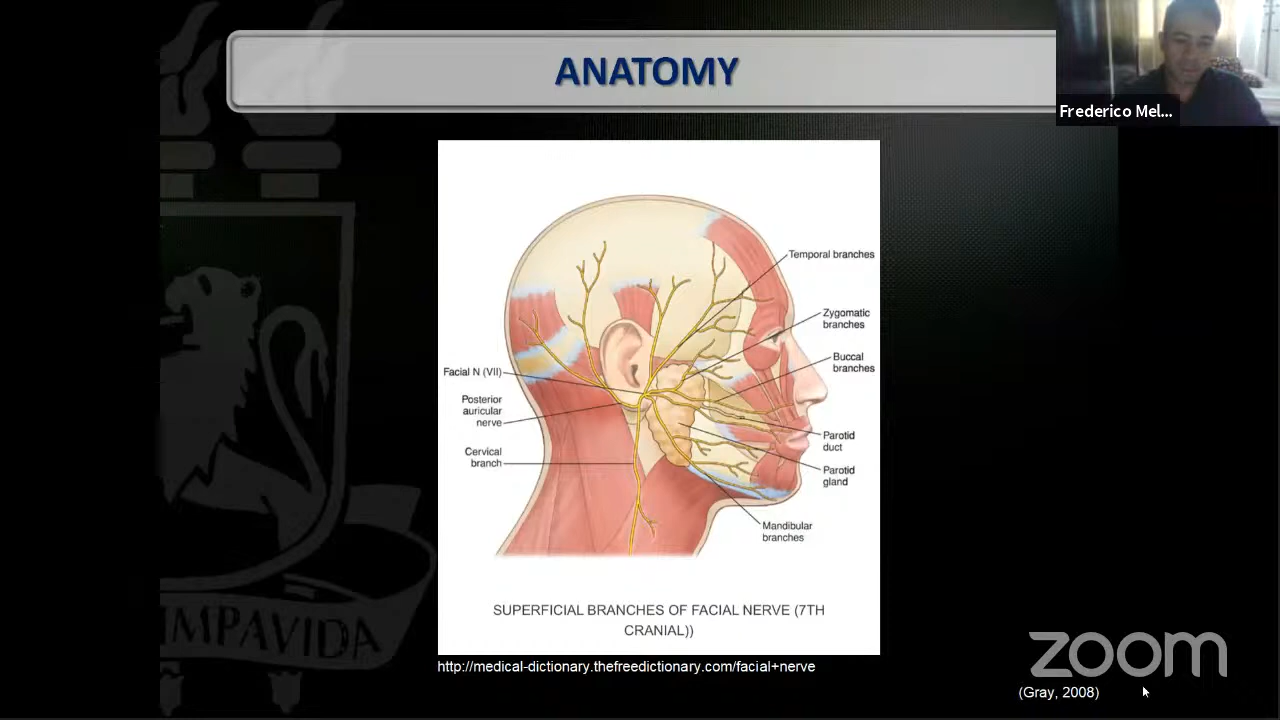 ANATOMY
Frederico Mel...
Temporal branches
Zygomatic
branches
Buccal
branches
Facial N (VII)
Posterior
auricular
nerve
Cervical
branch
Parotid
duct
Parotid
gland
Mandibular
branches
SUPERFICIAL BRANCHES OF FACIAL NERVE (7TH
CRANIAL))
http://medical-dictionary.thefreedictionary.com/facial+nerve
IMPAVIDA
zoom
(Gray, 2008)